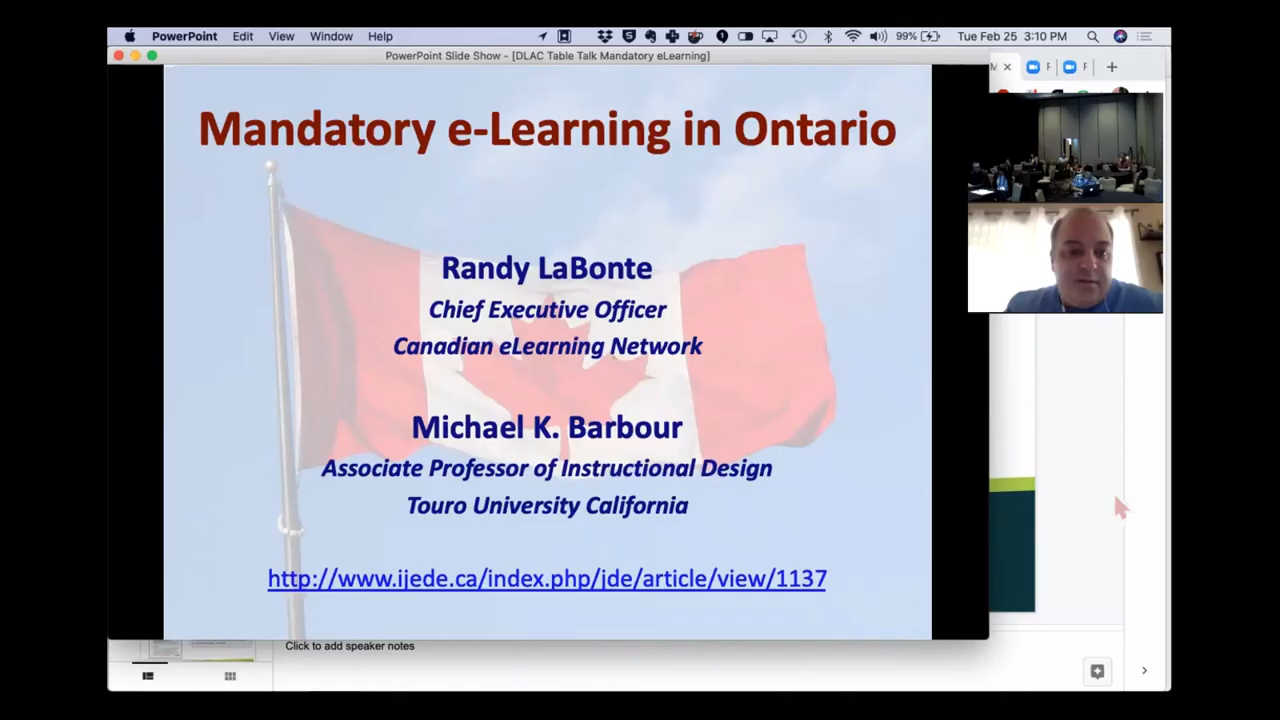 PowerPoint Edit View Window Help 99% Tue Feb 25 3:10 PM
PowerPoint Slide Show - [DLAC Table Talk Mandatory eLearning]
Mandatory e-Learning in Ontario
Randy LaBonte
Chief Executive Officer
Canadian eLearning Network
Michael K. Barbour
Associate Professor of Instructional Design
Touro University California
http://www.ijede.ca/index.php/jde/article/view/1137
Click to add speaker notes